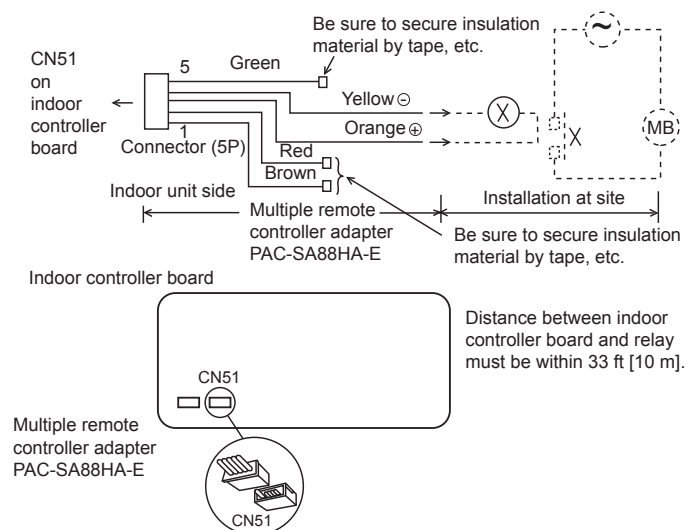 Be sure to secure insulation
material by tape, etc.
CN51
on
indoor
controller
board
5
Green
Yellow ⊖
Orange ⊕
1
Connector (5P)
Red
Brown
X
X
~
MB
Indoor unit side
Installation at site
Multiple remote
controller adapter
PAC-SA88HA-E
Be sure to secure insulation
material by tape, etc.
Indoor controller board
Distance between indoor
controller board and relay
must be within 33 ft [10 m].
CN51
Multiple remote
controller adapter
PAC-SA88HA-E
CN51